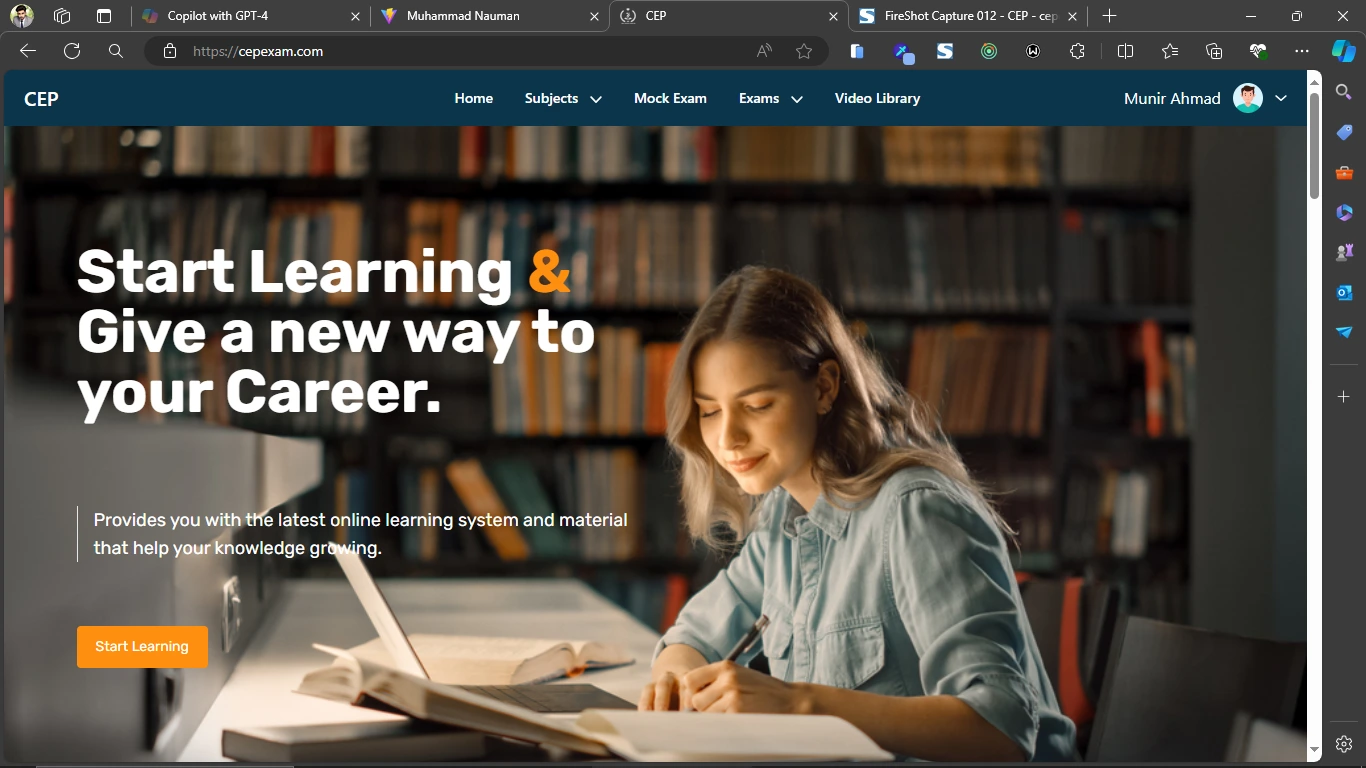 Copilot with GPT-4
Muhammad Nauman
CEP
FireShot Capture 012 - CEP - cep
https://cepexam.com
CEP
Home
Subjects
Mock Exam
Exams
Video Library
Munir Ahmad
Start Learning &
Give a new way to
your Career.
Provides you with the latest online learning system and material
that help your knowledge growing.
Start Learning